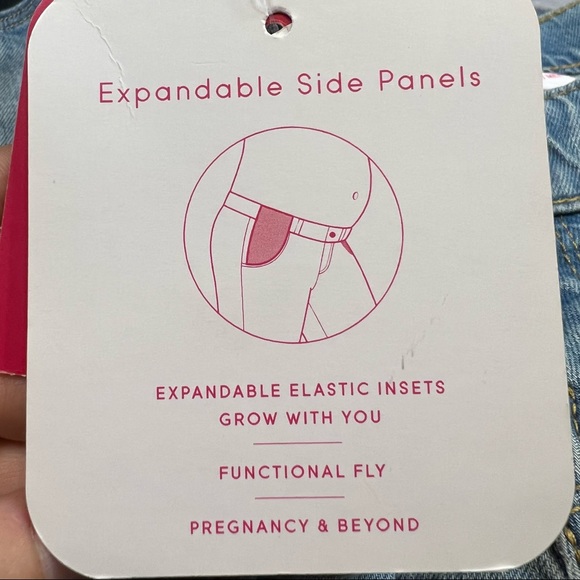 Expandable Side Panels
EXPANDABLE ELASTIC INSETS
GROW WITH YOU
FUNCTIONAL FLY
PREGNANCY & BEYOND